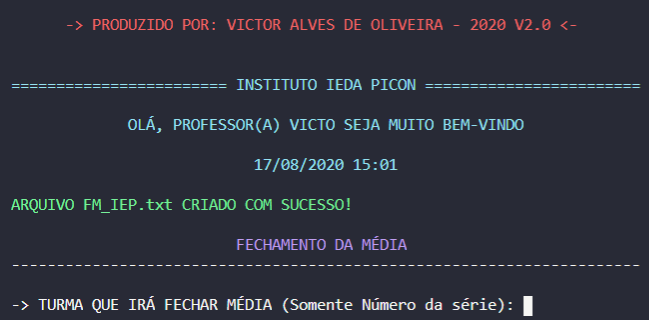 -> PRODUZIDO POR: VICTOR ALVES DE OLIVEIRA - 2020 V2.0 <-
======================== INSTITUTO IEDA PICON ========================
OLÁ, PROFESSOR(A) VICTO SEJA MUITO BEM-VINDO
17/08/2020 15:01
ARQUIVO FM_IEP.txt CRIADO COM SUCESSO!
FECHAMENTO DA MÉDIA
----------------------------------------------------------------------
-> TURMA QUE IRÁ FECHAR MÉDIA (Somente Número da série):